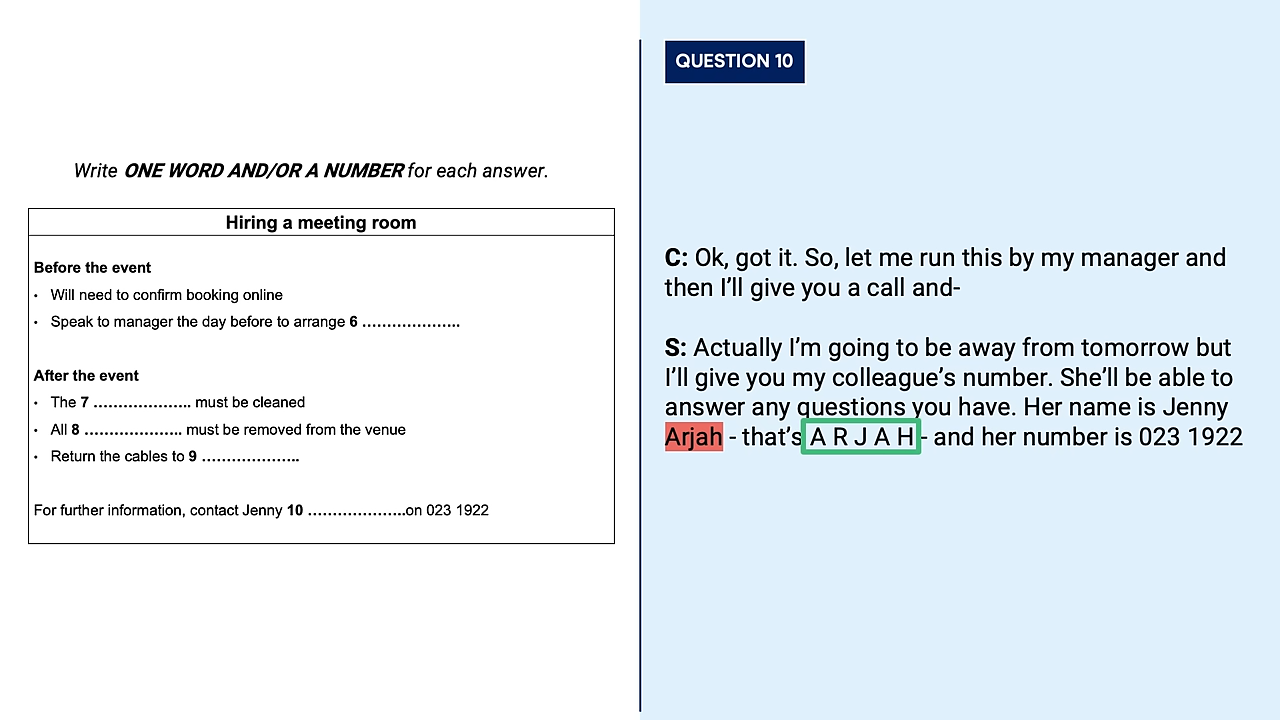 Write ONE WORD AND/OR A NUMBER for each answer.
Hiring a meeting room
Before the event
• Will need to confirm booking online
• Speak to manager the day before to arrange 6 ………………..
After the event
• The 7 ……………….. must be cleaned
• All 8 ……………….. must be removed from the venue
• Return the cables to 9 ………………..
For further information, contact Jenny 10 ………………..on 023 1922
QUESTION 10
C: Ok, got it. So, let me run this by my manager and
then I’ll give you a call and-
S: Actually I’m going to be away from tomorrow but
I’ll give you my colleague’s number. She’ll be able to
answer any questions you have. Her name is Jenny
Arjah - that’s A R J A H - and her number is 023 1922